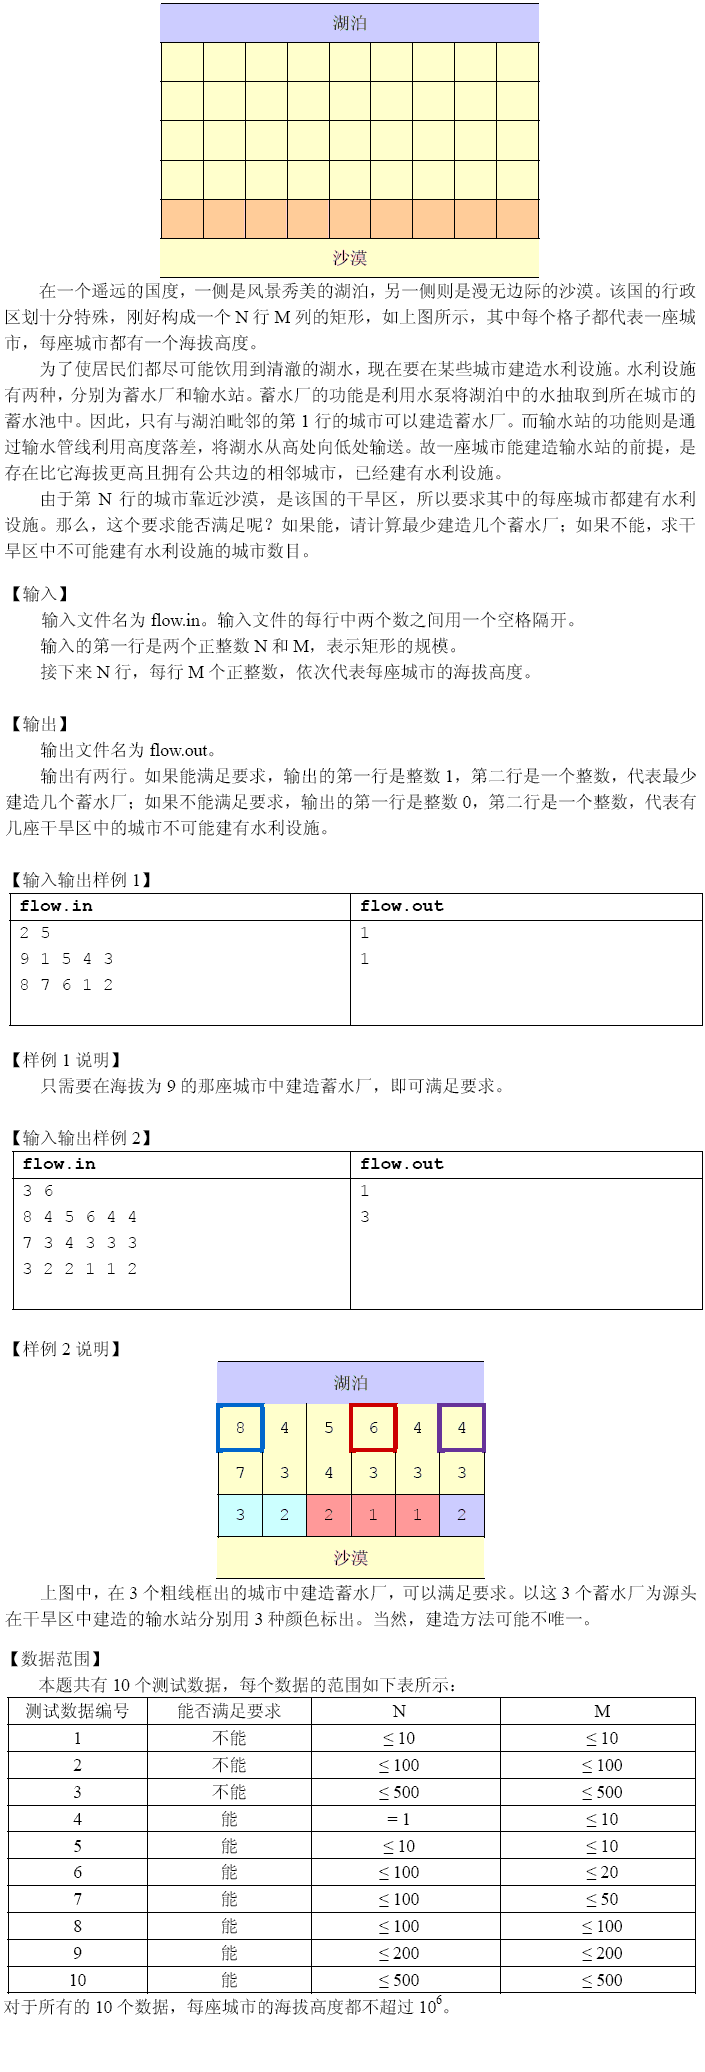 湖泊
沙漠
在一个遥远的国度，一侧是风景秀美的湖泊，另一侧则是漫无边际的沙漠。该国的行政
区划十分特殊，刚好构成一个 N 行 M 列的矩形，如上图所示，其中每个格子都代表一座城
市，每座城市都有一个海拔高度。
为了使居民们都尽可能饮用到清澈的湖水，现在要在某些城市建造水利设施。水利设施
有两种，分别为蓄水厂和输水站。蓄水厂的功能是利用水泵将湖泊中的水抽取到所在城市的
蓄水池中。因此，只有与湖泊毗邻的第 1 行的城市可以建造蓄水厂。而输水站的功能则是通
过输水管线利用高度落差，将湖水从高处向低处输送。故一座城市能建造输水站的前提，是
存在比它海拔更高且拥有公共边的相邻城市，已经建有水利设施。
由于第 N 行的城市靠近沙漠，是该国的干旱区，所以要求其中的每座城市都建有水利
设施。那么，这个要求能否满足呢？如果能，请计算最少建造几个蓄水厂；如果不能，求干
旱区中不可能建有水利设施的城市数目。
【输入】
输入文件名为 flow.in。输入文件的每行中两个数之间用一个空格隔开。
输入的第一行是两个正整数 N 和 M，表示矩形的规模。
接下来 N 行，每行 M 个正整数，依次代表每座城市的海拔高度。
【输出】
输出文件名为 flow.out。
输出有两行。如果能满足要求，输出的第一行是整数 1，第二行是一个整数，代表最少
建造几个蓄水厂；如果不能满足要求，输出的第一行是整数 0，第二行是一个整数，代表有
几座干旱区中的城市不可能建有水利设施。
【输入输出样例 1】
flow.in flow.out
2 5 1
9 1 5 4 3 1
8 7 6 1 2
【样例 1 说明】
只需要在海拔为 9 的那座城市中建造蓄水厂，即可满足要求。
【输入输出样例 2】
flow.in flow.out
3 6 1
8 4 5 6 4 4 3
7 3 4 3 3 3
3 2 2 1 1 2
【样例 2 说明】
湖泊
8 4 5 6 4 4
7 3 4 3 3 3
3 2 2 1 1 2
沙漠
上图中，在 3 个粗线框出的城市中建造蓄水厂，可以满足要求。以这 3 个蓄水厂为源头
在干旱区中建造的输水站分别用 3 种颜色标出。当然，建造方法可能不唯一。
【数据范围】
本题共有 10 个测试数据，每个数据的范围如下表所示：
测试数据编号 能否满足要求 N M
1 不能 ≤ 10 ≤ 10
2 不能 ≤ 100 ≤ 100
3 不能 ≤ 500 ≤ 500
4 能 = 1 ≤ 10
5 能 ≤ 10 ≤ 10
6 能 ≤ 100 ≤ 20
7 能 ≤ 100 ≤ 50
8 能 ≤ 100 ≤ 100
9 能 ≤ 200 ≤ 200
10 能 ≤ 500 ≤ 500
对于所有的 10 个数据，每座城市的海拔高度都不超过 10⁶。